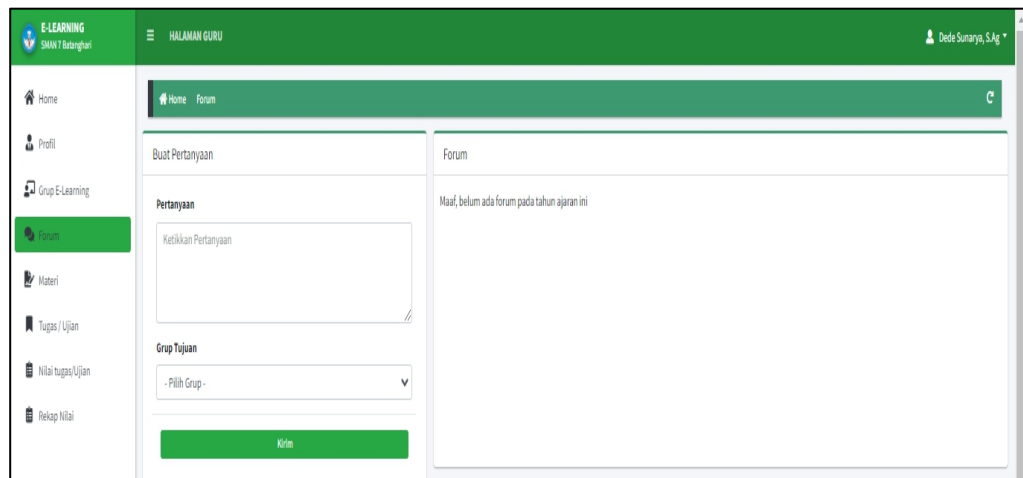 E-LEARNING
SMAN 7 Batanghari
HALAMAN GURU
Dede Sunarya, S.Ag
Home
Profil
Grup E-Learning
Forum
Materi
Tugas / Ujian
Nilai tugas/Ujian
Rekap Nilai
Home Forum
Buat Pertanyaan
Pertanyaan
Ketikkan Pertanyaan
Grup Tujuan
- Pilih Grup -
Kirim
Forum
Maaf, belum ada forum pada tahun ajaran ini